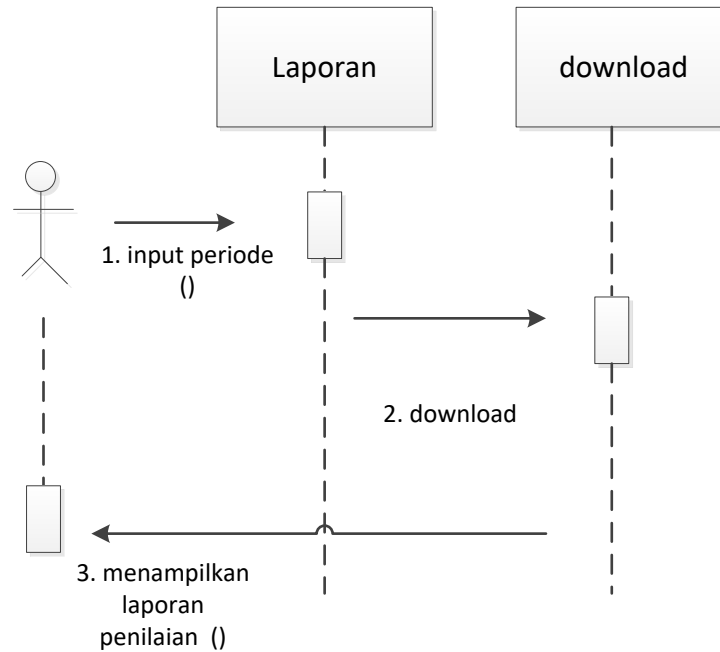 Laporan
download
1. input periode
()
2. download
3. menampilkan
laporan
penilaian  ()